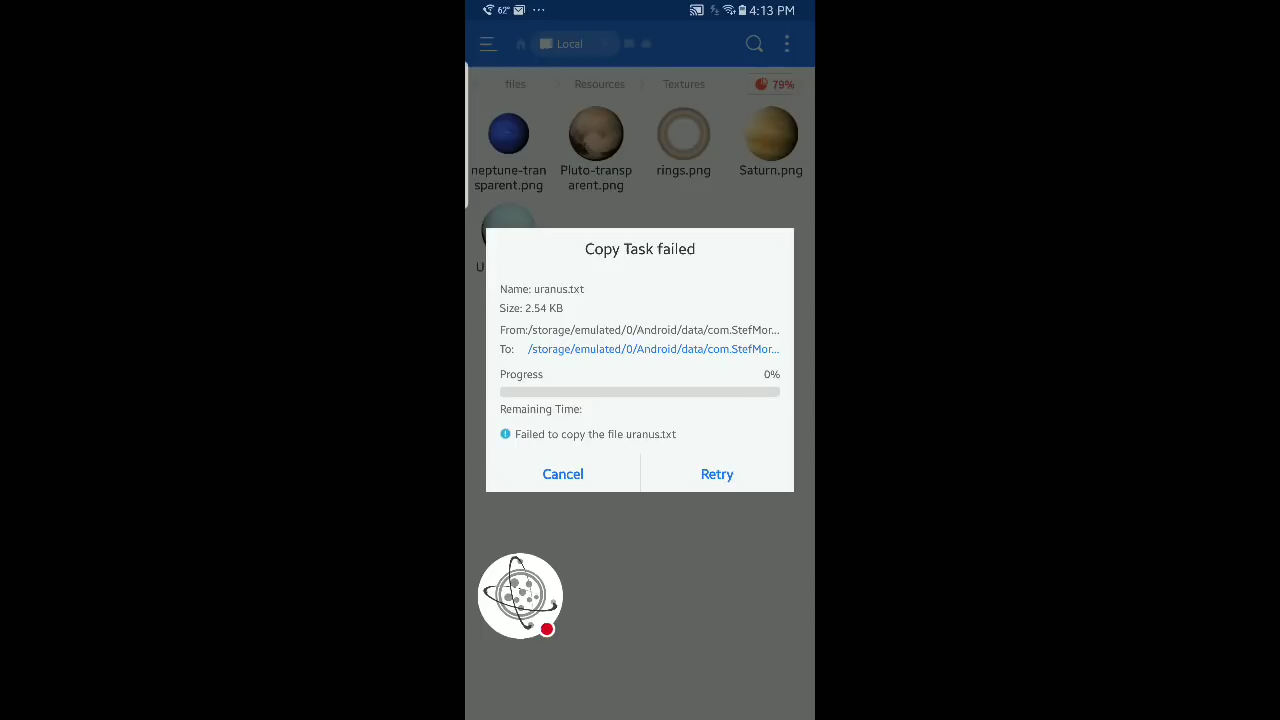 62° ... 4:13 PM
Local
files > Resources > Textures 79%
neptune-tran
sparent.png
Pluto-transp
arent.png
rings.png
Saturn.png
U
Copy Task failed
Name: uranus.txt
Size: 2.54 KB
From:/storage/emulated/0/Android/data/com.StefMor...
To: /storage/emulated/0/Android/data/com.StefMor...
Progress 0%
Remaining Time:
Failed to copy the file uranus.txt
Cancel Retry